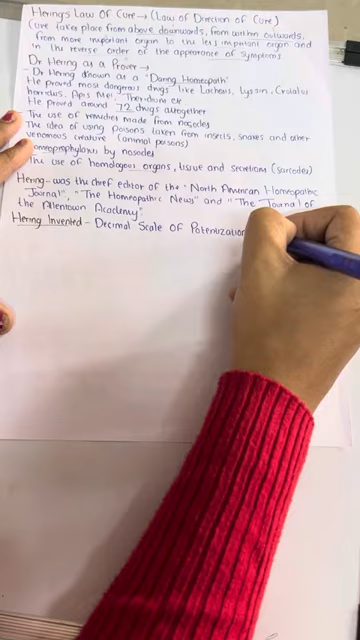 Hering's Law Of Cure → (Law of Direction of Cure)
Cure takes place from above downwards, from within outwards,
from more important organ to the less important organ and
in the reverse order of the appearance of symptoms
Dr Hering as a Prover →
Dr Hering known as a "Daring Homeopath"
He proved most dangerous drugs like Lachesis, Lyssin, Crotalus
horridus, Apis Mel, Theridion etc
He proved around 72 drugs altogether
The use of remedies made from nosodes
The idea of using poisons taken from insects, snakes and other
venomous creature (animal poisons)
by nosodes
The use of homologous organs, tissue and secretions (sarcodes)
Hering - was the chief editor of the "North American Homeopathic
Journal", "The Homeopathic News" and "The Journal of
the Allentown Academy".
Hering Invented - Decimal Scale of Potentization